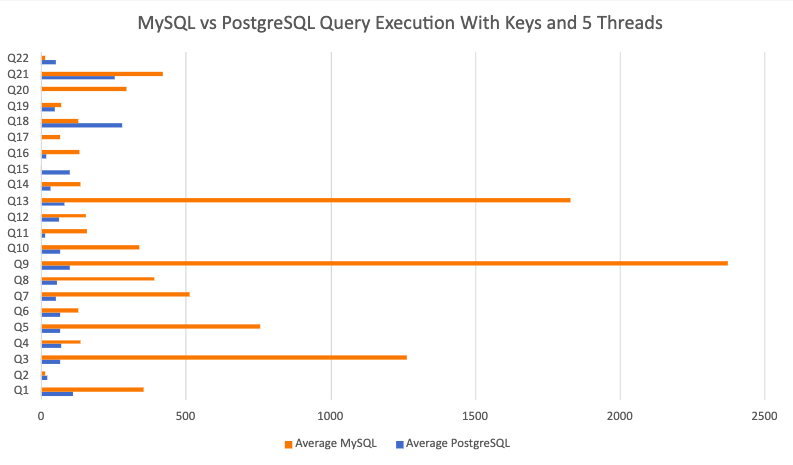 MySQL vs PostgreSQL Query Execution With Keys and 5 Threads
Q22
Q21
Q20
Q19
Q18
Q17
Q16
Q15
Q14
Q13
Q12
Q11
Q10
Q9
Q8
Q7
Q6
Q5
Q4
Q3
Q2
Q1
0 500 1000 1500 2000 2500
Average MySQL Average PostgreSQL